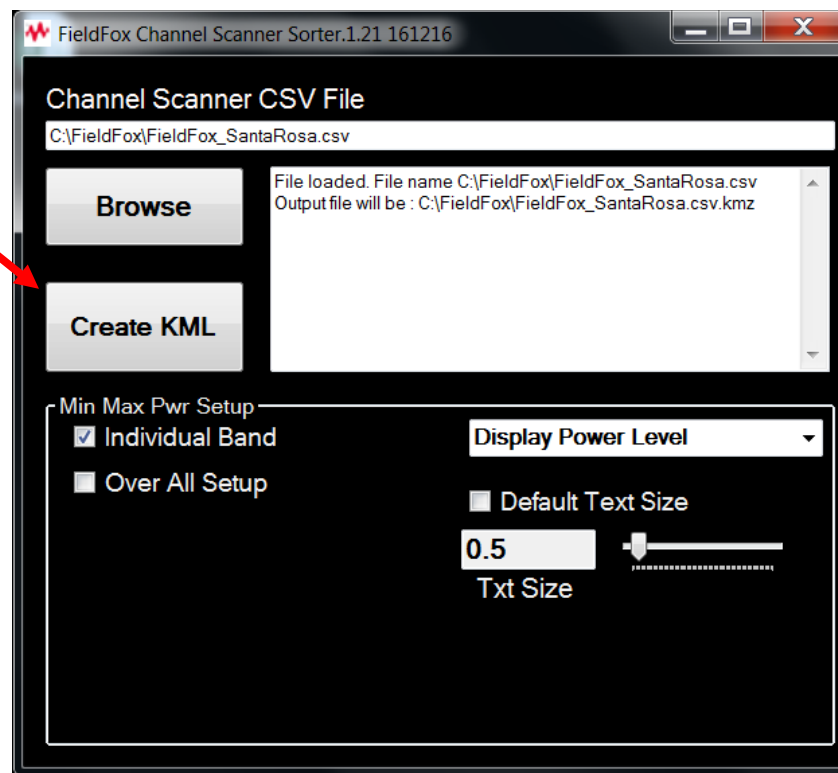 FieldFox Channel Scanner Sorter.1.21 161216
Channel Scanner CSV File
C:\FieldFox\FieldFox_SantaRosa.csv
Browse
File loaded. File name C:\FieldFox\FieldFox_SantaRosa.csv
Output file will be : C:\FieldFox\FieldFox_SantaRosa.csv.kmz
Create KML
Min Max Pwr Setup
Individual Band
Display Power Level
Over All Setup
Default Text Size
0.5
Txt Size